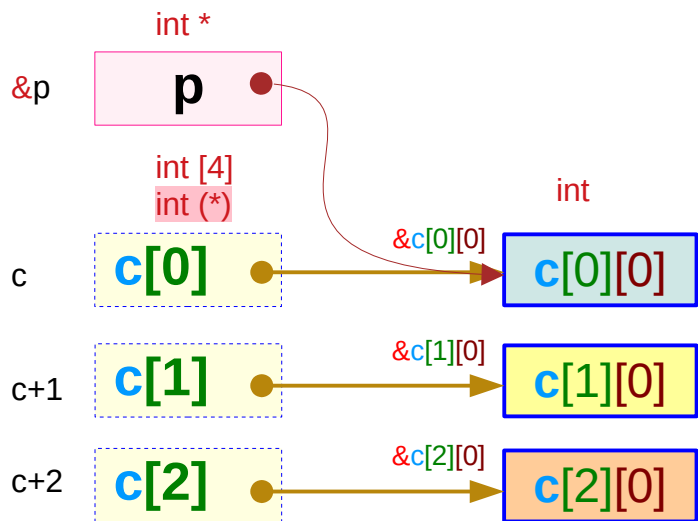 int *
&p p
int [4]
int (*)
int
&c[0][0]
c c[0] c[0][0]
&c[1][0]
c+1 c[1] c[1][0]
&c[2][0]
c+2 c[2] c[2][0]